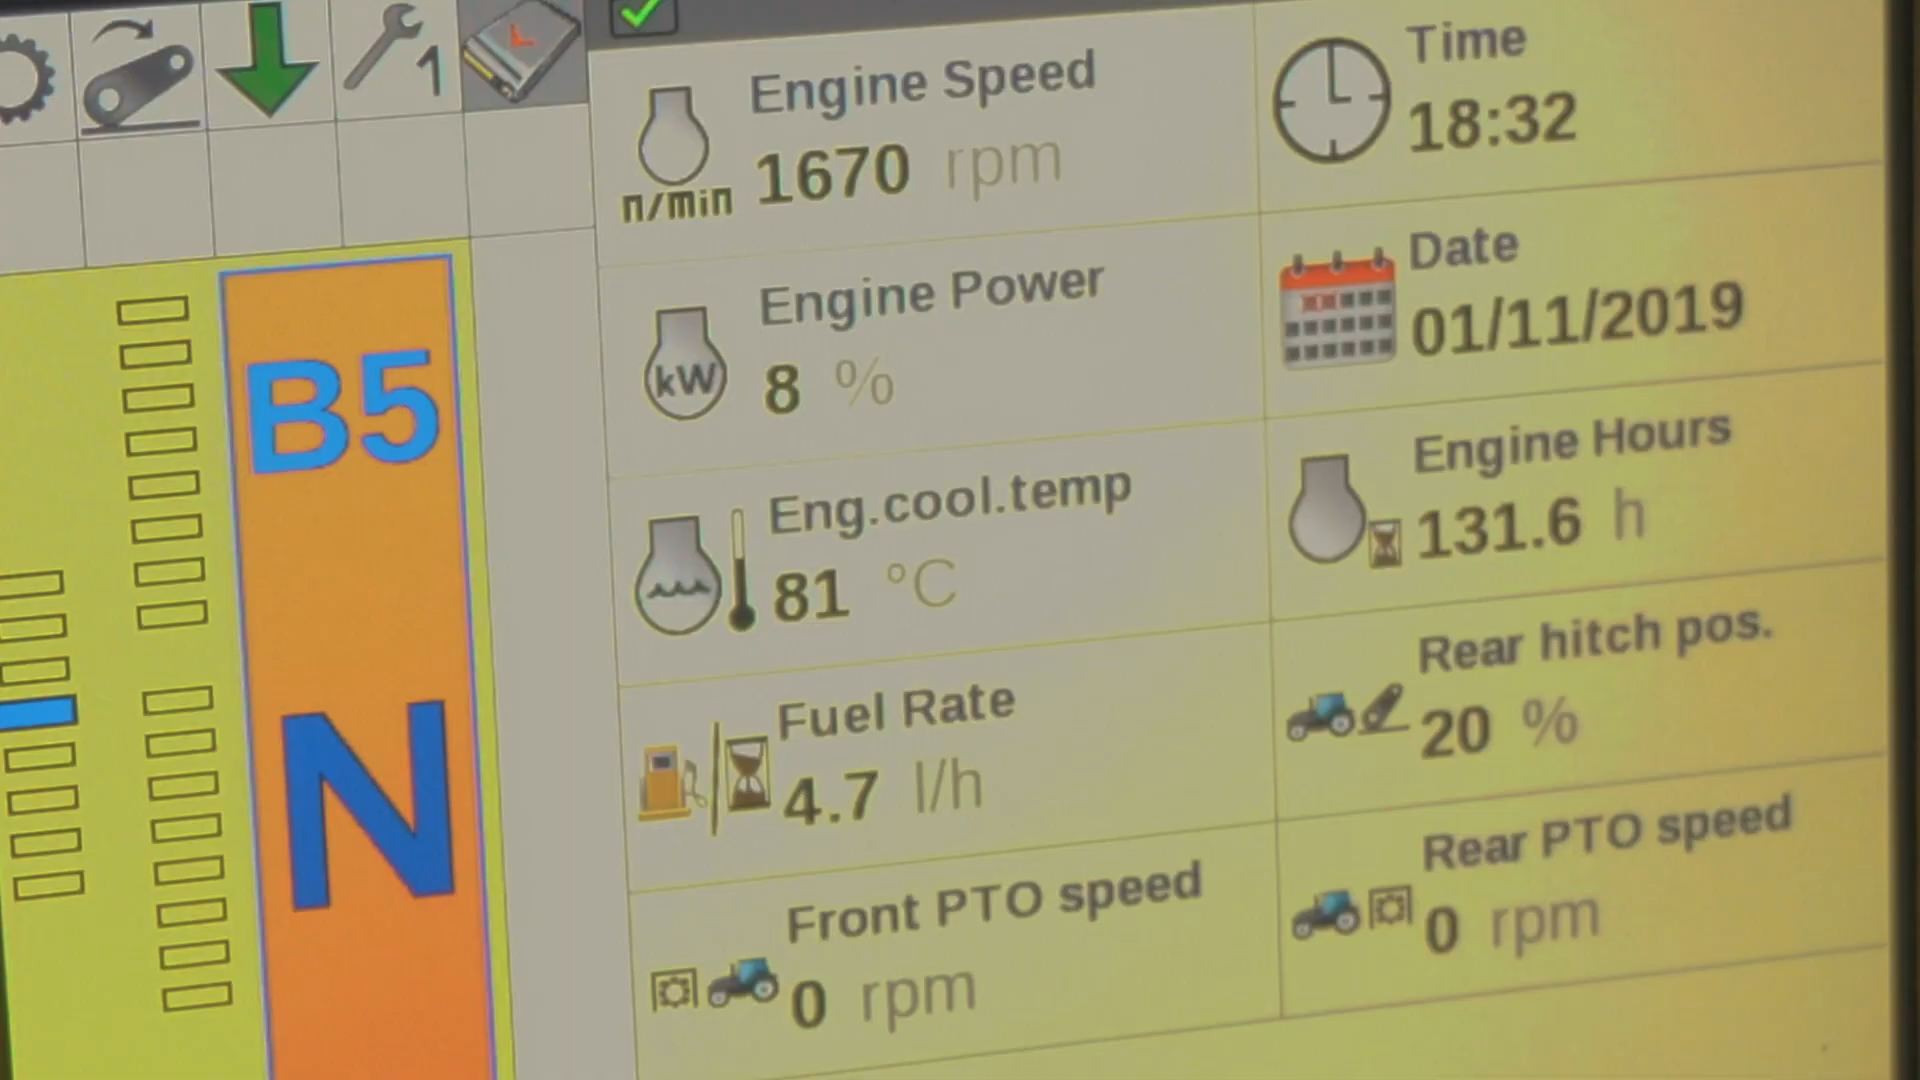 1
Engine Speed
1670 rpm
n/min
Time
18:32
Engine Power
kW
8 %
Date
01/11/2019
B5
Eng.cool.temp
81 °C
Engine Hours
131.6 h
Fuel Rate
4.7 l/h
Rear hitch pos.
20 %
N
Front PTO speed
0 rpm
Rear PTO speed
0 rpm